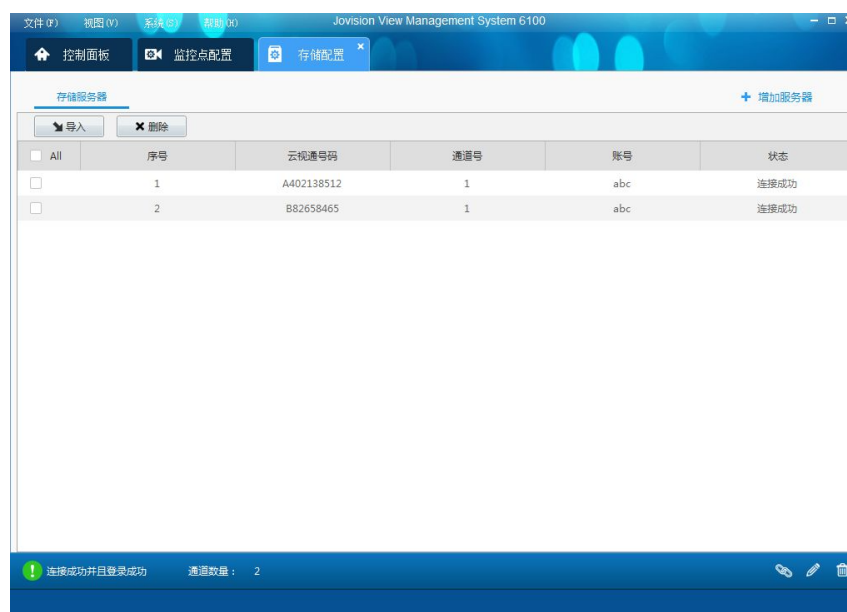 文件(F) 视图(V) 系统(S) 帮助(H) Jovision View Management System 6100
控制面板 监控点配置 存储配置
存储服务器 增加服务器
导入 删除
All 序号 云视通号码 通道号 账号 状态
1 A402138512 1 abc 连接成功
2 B82658465 1 abc 连接成功
连接成功并且登录成功 通道数量： 2